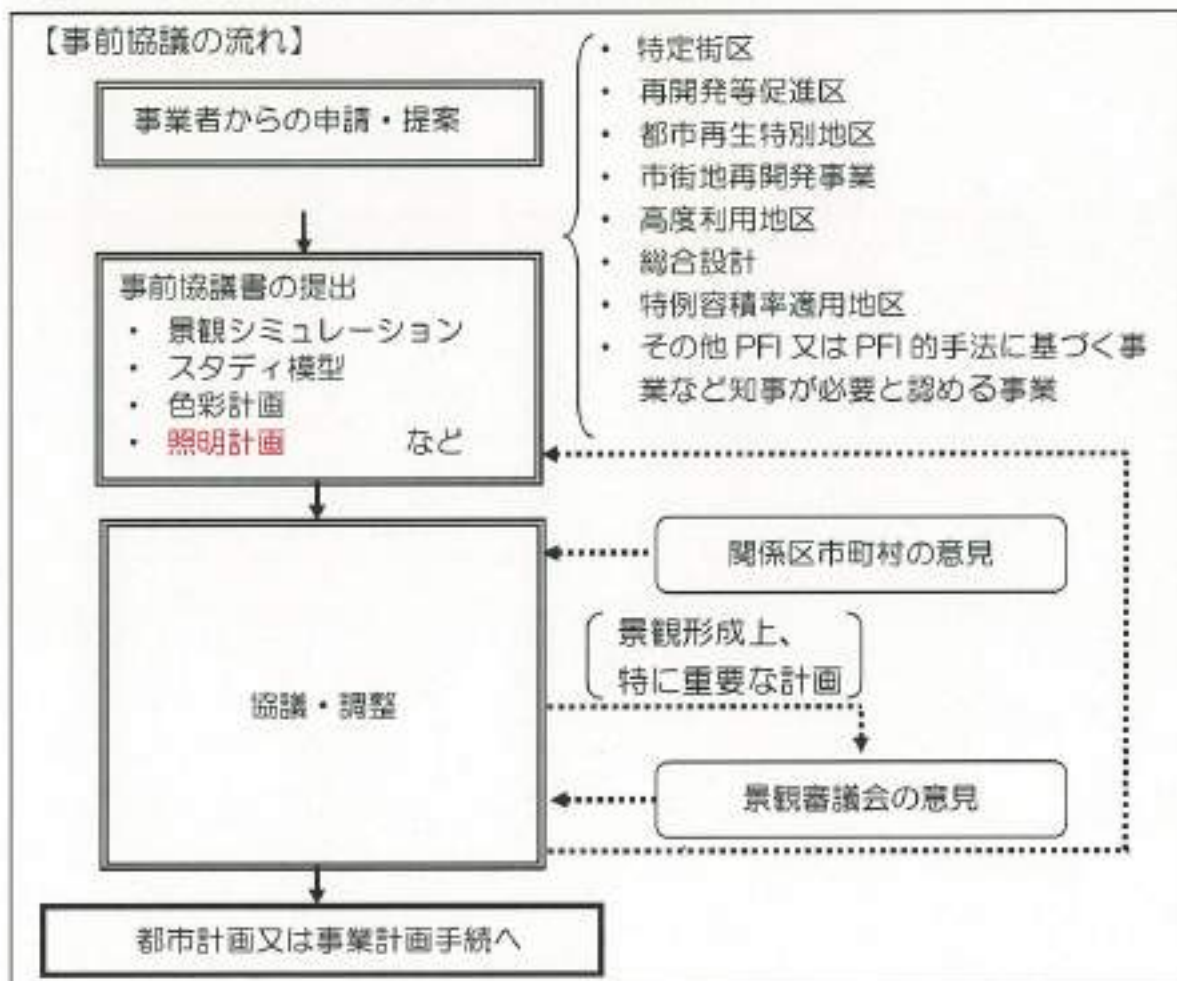 【事前協議の流れ】
事業者からの申請・提案
・ 特定街区
・ 再開発等促進区
・ 都市再生特別地区
・ 市街地再開発事業
・ 高度利用地区
・ 総合設計
・ 特例容積率適用地区
・ その他 PFI 又は PFI 的手法に基づく事
業など知事が必要と認める事業
事前協議書の提出
・ 景観シミュレーション
・ スタディ模型
・ 色彩計画
・ 照明計画 など
関係区市町村の意見
景観形成上、
特に重要な計画
協議・調整
景観審議会の意見
都市計画又は事業計画手続へ